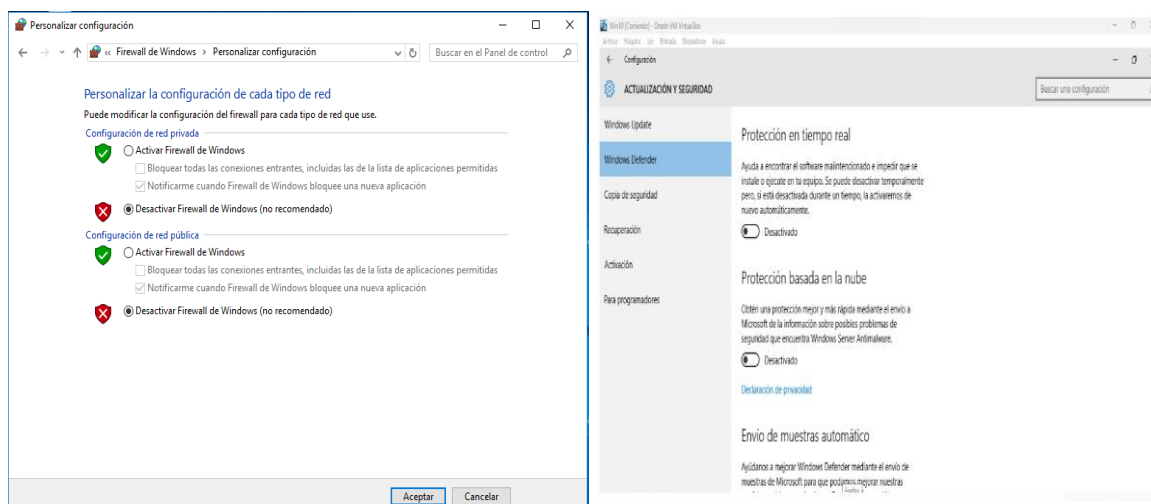 Personalizar configuración
« Firewall de Windows > Personalizar configuración
Buscar en el Panel de control
Personalizar la configuración de cada tipo de red
Puede modificar la configuración del firewall para cada tipo de red que use.
Configuración de red privada
Activar Firewall de Windows
Bloquear todas las conexiones entrantes, incluidas las de la lista de aplicaciones permitidas
Notificarme cuando Firewall de Windows bloquee una nueva aplicación
Desactivar Firewall de Windows (no recomendado)
Configuración de red pública
Activar Firewall de Windows
Bloquear todas las conexiones entrantes, incluidas las de la lista de aplicaciones permitidas
Notificarme cuando Firewall de Windows bloquee una nueva aplicación
Desactivar Firewall de Windows (no recomendado)
Aceptar
Cancelar
Win10 [Corriendo] - Oracle VM VirtualBox
Archivo Máquina Ver Entrada Dispositivos Ayuda
Configuración
ACTUALIZACIÓN Y SEGURIDAD
Buscar una configuración
Windows Update
Windows Defender
Copia de seguridad
Recuperación
Activación
Para programadores
Protección en tiempo real
Ayuda a encontrar el software malintencionado e impedir que se
instale o ejecute en tu equipo. Se puede desactivar temporalmente
pero, si está desactivada durante un tiempo, la activaremos de
nuevo automáticamente.
Desactivado
Protección basada en la nube
Obtén una protección mejor y más rápida mediante el envío a
Microsoft de la información sobre posibles problemas de
seguridad que encuentra Windows Server Antimalware.
Desactivado
Declaración de privacidad
Envío de muestras automático
Ayúdanos a mejorar Windows Defender mediante el envío de
muestras de Microsoft para que podamos mejorar nuestras